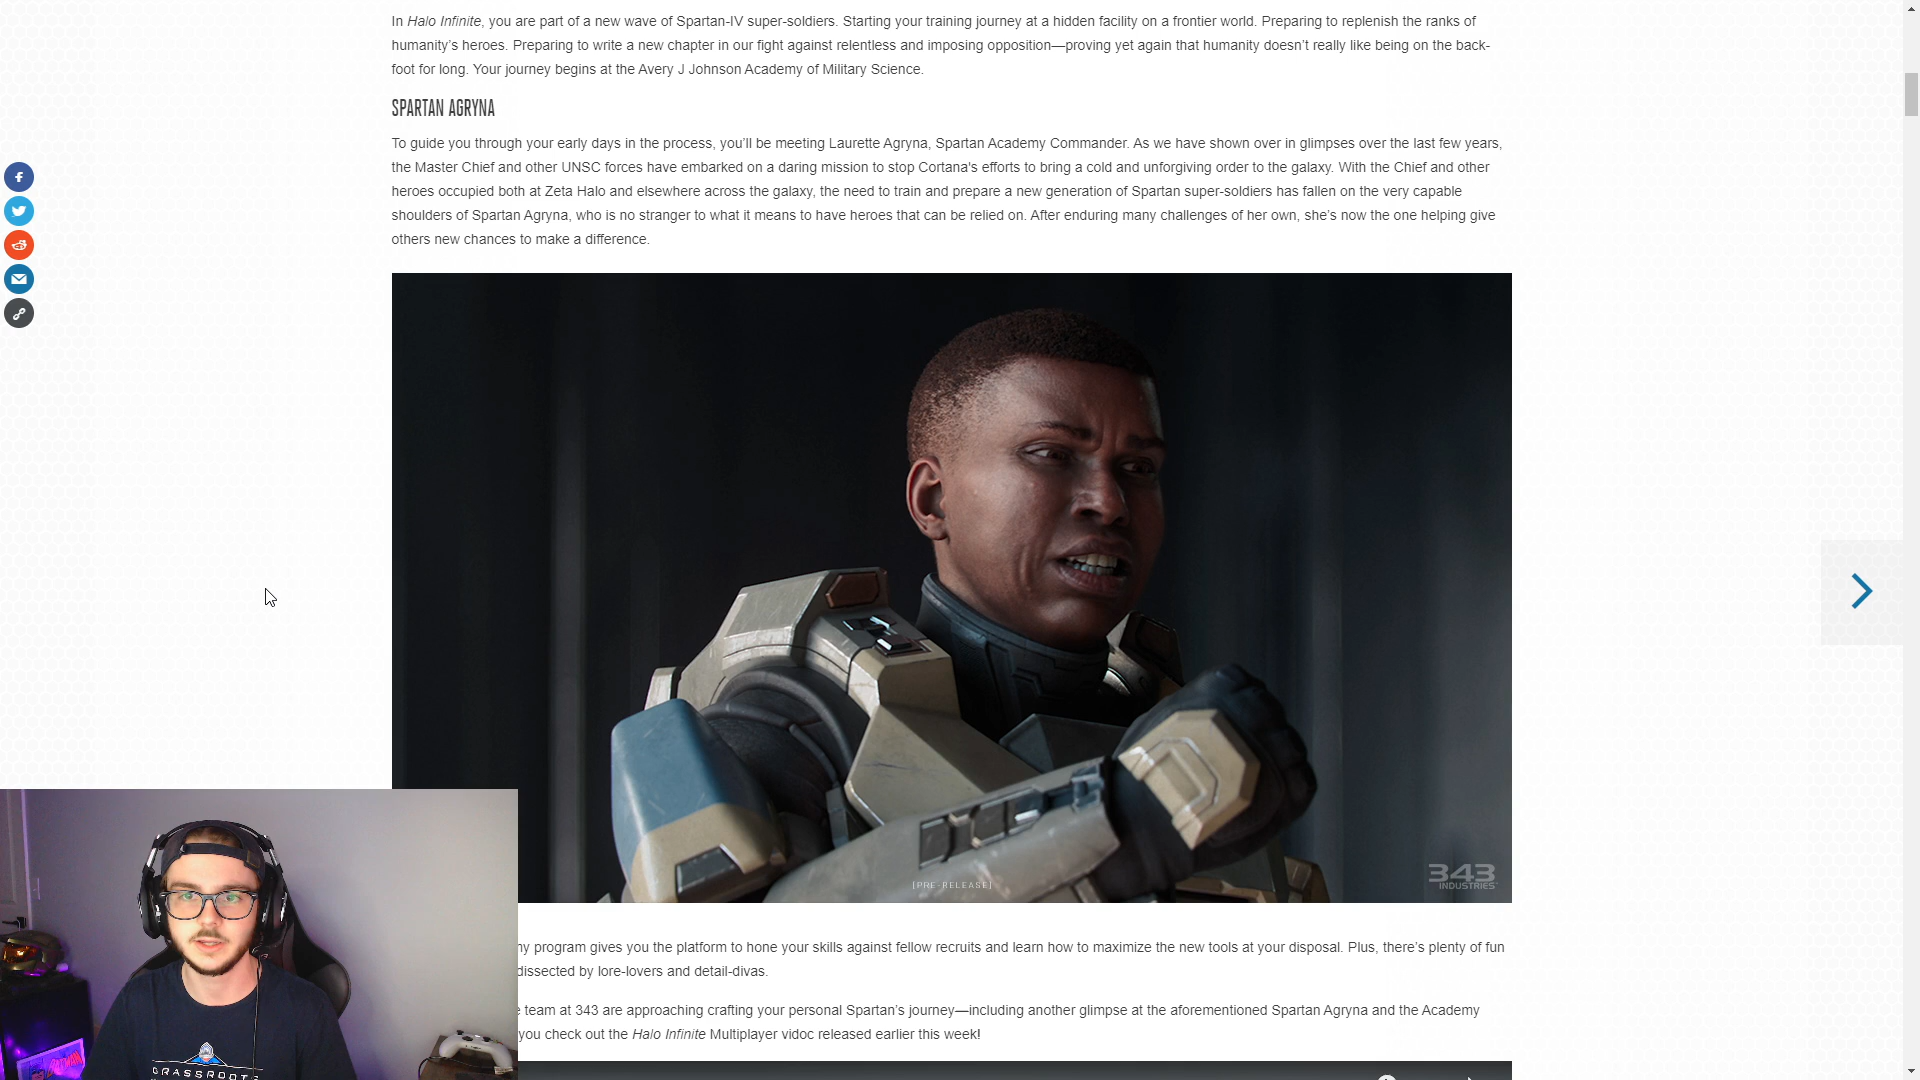 In Halo Infinite, you are part of a new wave of Spartan-IV super-soldiers. Starting your training journey at a hidden facility on a frontier world. Preparing to replenish the ranks of
humanity's heroes. Preparing to write a new chapter in our fight against relentless and imposing opposition—proving yet again that humanity doesn't really like being on the back-
foot for long. Your journey begins at the Avery J Johnson Academy of Military Science.
SPARTAN AGRYNA
To guide you through your early days in the process, you'll be meeting Laurette Agryna, Spartan Academy Commander. As we have shown over in glimpses over the last few years,
the Master Chief and other UNSC forces have embarked on a daring mission to stop Cortana's efforts to bring a cold and unforgiving order to the galaxy. With the Chief and other
heroes occupied both at Zeta Halo and elsewhere across the galaxy, the need to train and prepare a new generation of Spartan super-soldiers has fallen on the very capable
shoulders of Spartan Agryna, who is no stranger to what it means to have heroes that can be relied on. After enduring many challenges of her own, she's now the one helping give
others new chances to make a difference.
[PRE-RELEASE]
343
INDUSTRIES
program gives you the platform to hone your skills against fellow recruits and learn how to maximize the new tools at your disposal. Plus, there's plenty of fun
dissected by lore-lovers and detail-divas.
team at 343 are approaching crafting your personal Spartan's journey—including another glimpse at the aforementioned Spartan Agryna and the Academy
you check out the Halo Infinite Multiplayer vidoc released earlier this week!
BATMAN
GRASSROOTS